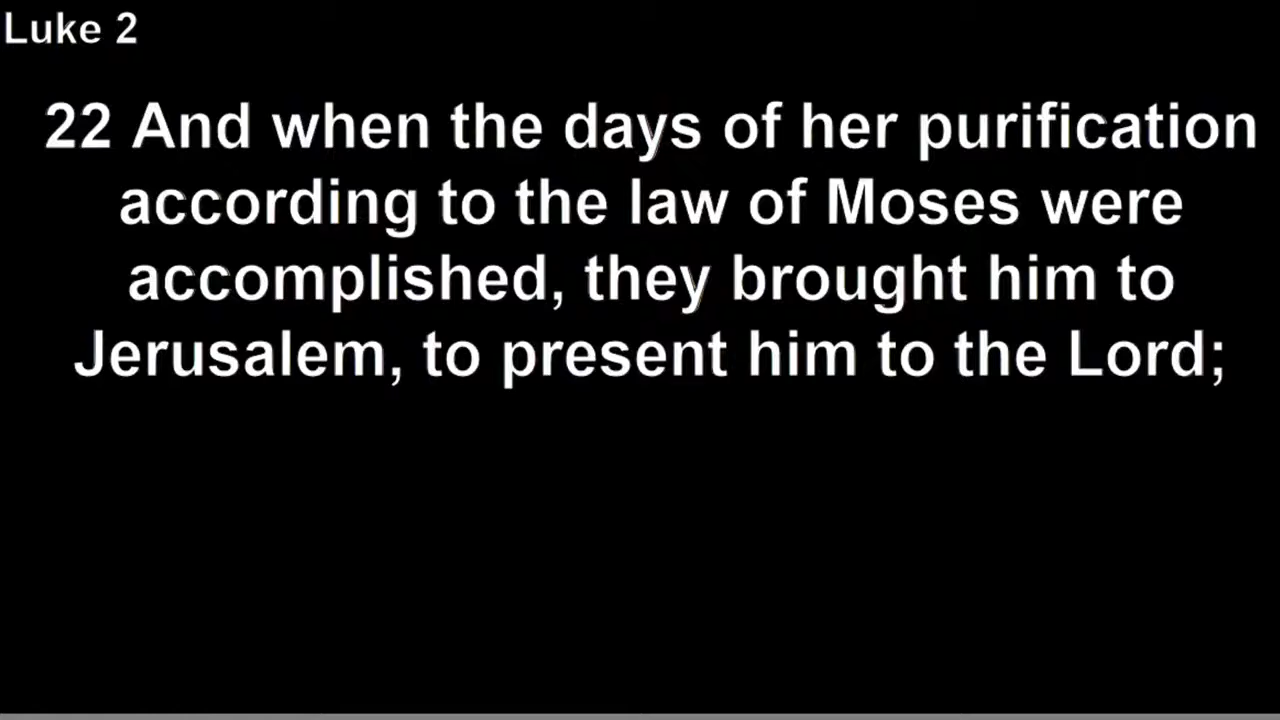 Luke 2
22 And when the days of her purification
according to the law of Moses were
accomplished, they brought him to
Jerusalem, to present him to the Lord;